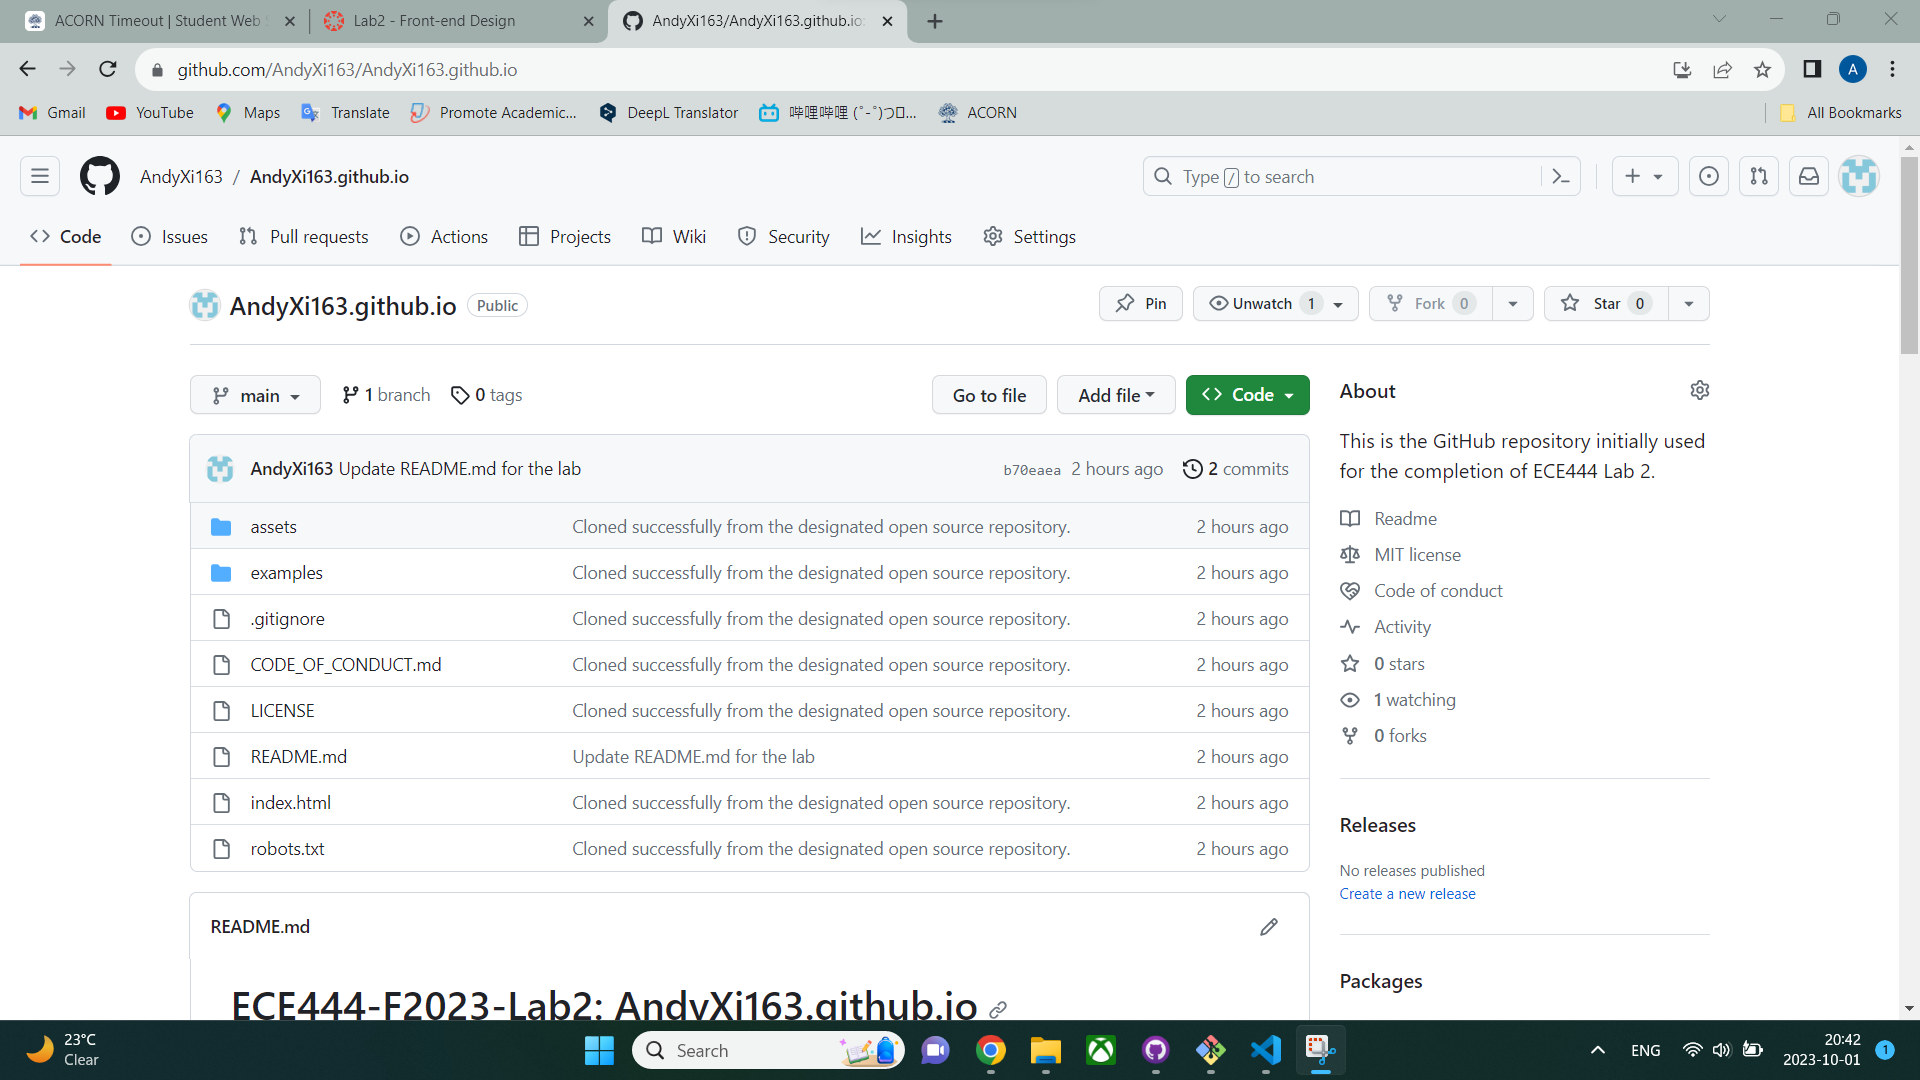 ACORN Timeout | Student Web
Lab2 - Front-end Design
AndyXi163/AndyXi163.github.io:
github.com/AndyXi163/AndyXi163.github.io
A
Gmail
YouTube
Maps
Translate
Promote Academic...
DeepL Translator
哔哩哔哩 (゜-゜)つロ...
ACORN
All Bookmarks
AndyXi163 / AndyXi163.github.io
Type / to search
Code
Issues
Pull requests
Actions
Projects
Wiki
Security
Insights
Settings
AndyXi163.github.io Public
Pin
Unwatch 1
Fork 0
Star 0
main
1 branch
0 tags
Go to file
Add file
Code
AndyXi163 Update README.md for the lab
b70eaea 2 hours ago
2 commits
assets Cloned successfully from the designated open source repository. 2 hours ago
examples Cloned successfully from the designated open source repository. 2 hours ago
.gitignore Cloned successfully from the designated open source repository. 2 hours ago
CODE_OF_CONDUCT.md Cloned successfully from the designated open source repository. 2 hours ago
LICENSE Cloned successfully from the designated open source repository. 2 hours ago
README.md Update README.md for the lab 2 hours ago
index.html Cloned successfully from the designated open source repository. 2 hours ago
robots.txt Cloned successfully from the designated open source repository. 2 hours ago
README.md
ECE444-F2023-Lab2: AndyXi163.github.io
About
This is the GitHub repository initially used
for the completion of ECE444 Lab 2.
Readme
MIT license
Code of conduct
Activity
0 stars
1 watching
0 forks
Releases
No releases published
Create a new release
Packages
23°C
Clear
Search
ENG
20:42
2023-10-01
1